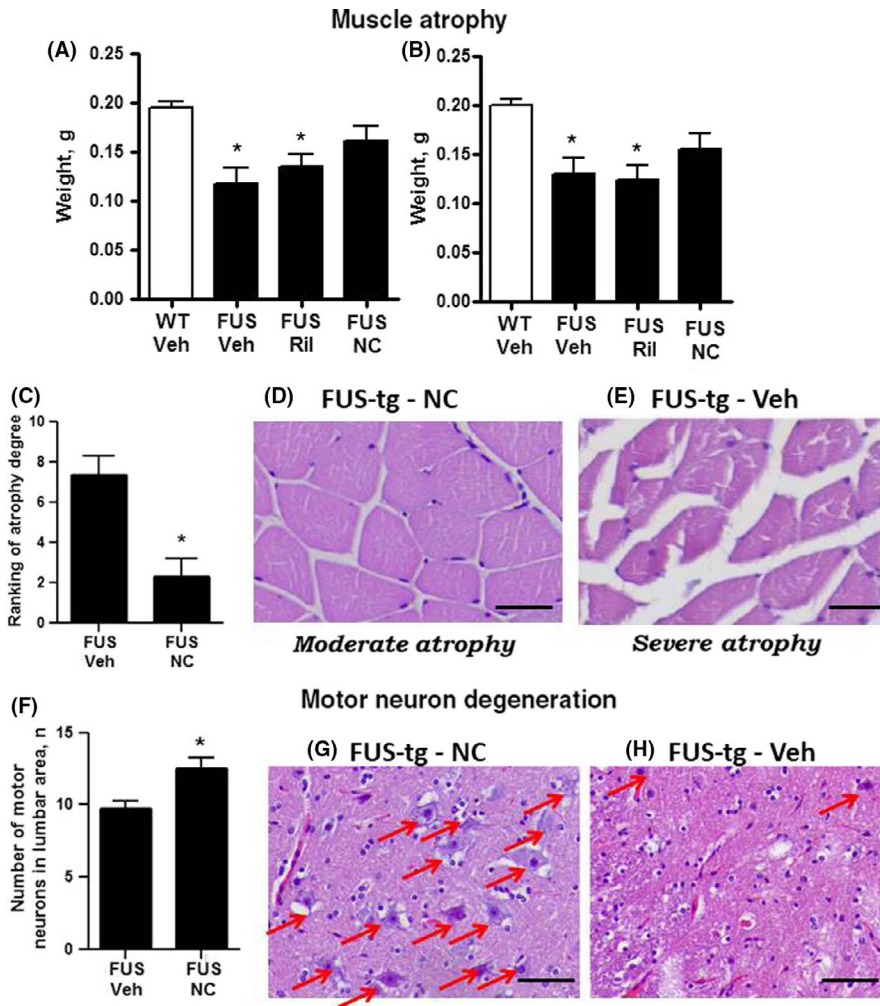 Muscle atrophy
(A)
Weight, g
0.25
0.20
0.15
0.10
0.05
0.00
*
*
WT Veh
FUS Veh
FUS Ril
FUS NC
(B)
Weight, g
0.25
0.20
0.15
0.10
0.05
0.00
*
*
WT Veh
FUS Veh
FUS Ril
FUS NC
(C)
Ranking of atrophy degree
10
8
6
4
2
0
*
FUS Veh
FUS NC
(D) FUS-tg - NC
Moderate atrophy
(E) FUS-tg - Veh
Severe atrophy
Motor neuron degeneration
(F)
Number of motor
neurons in lumbar area, n
15
10
5
0
*
FUS Veh
FUS NC
(G) FUS-tg - NC
(H) FUS-tg - Veh